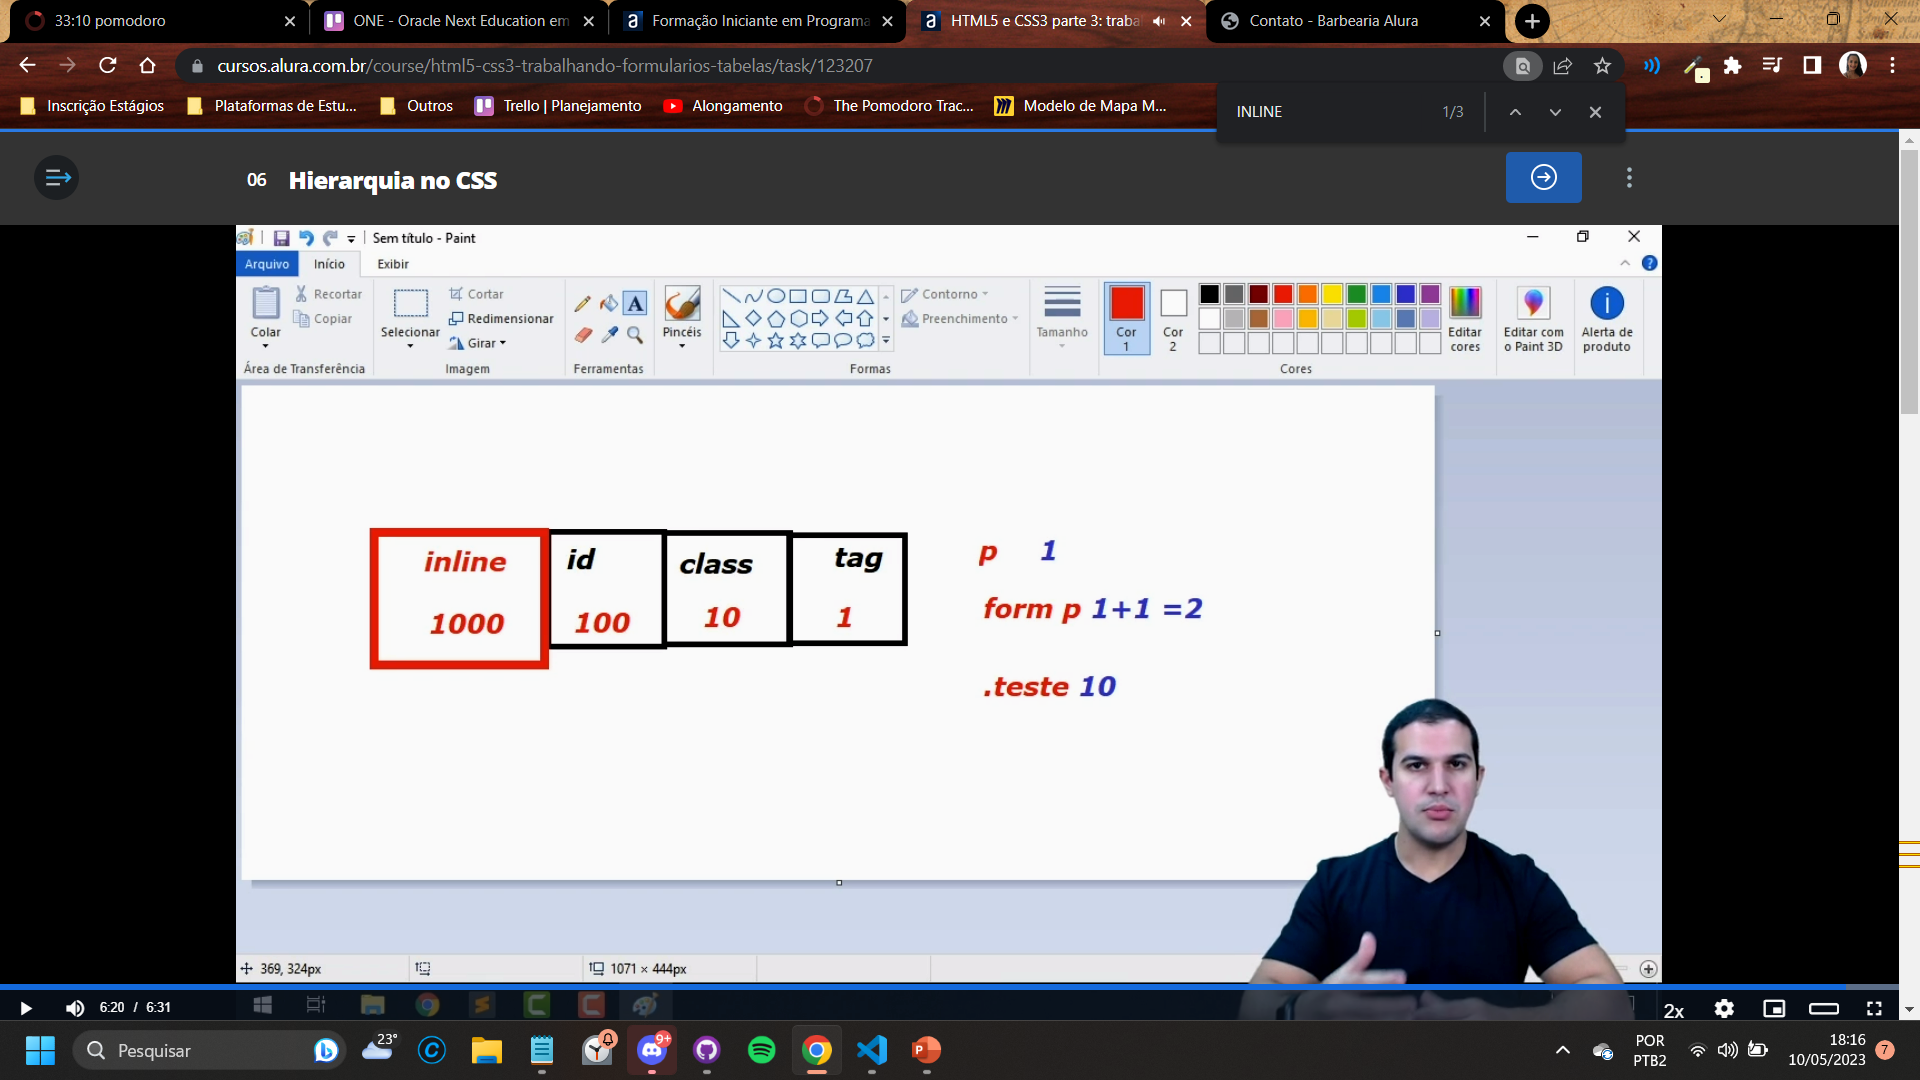 33:10 pomodoro
ONE - Oracle Next Education em
Formação Iniciante em Programa
HTML5 e CSS3 parte 3: traba
Contato - Barbearia Alura
cursos.alura.com.br/course/html5-css3-trabalhando-formularios-tabelas/task/123207
Inscrição Estágios
Plataformas de Estu...
Outros
Trello | Planejamento
Alongamento
The Pomodoro Trac...
Modelo de Mapa M...
INLINE
1/3
06 Hierarquia no CSS
Sem título - Paint
Arquivo
Início
Exibir
Colar
Recortar
Copiar
Área de Transferência
Selecionar
Cortar
Redimensionar
Girar
Imagem
A
Ferramentas
Pincéis
Contorno
Preenchimento
Formas
Tamanho
Cor
1
Cor
2
Editar
cores
Cores
Editar com
o Paint 3D
Alerta de
produto
inline
1000
id
100
class
10
tag
1
p 1
form p 1+1 =2
.teste 10
369, 324px
1071 × 444px
6:20 / 6:31
2x
Pesquisar
23°
9+
POR
PTB2
18:16
10/05/2023
7